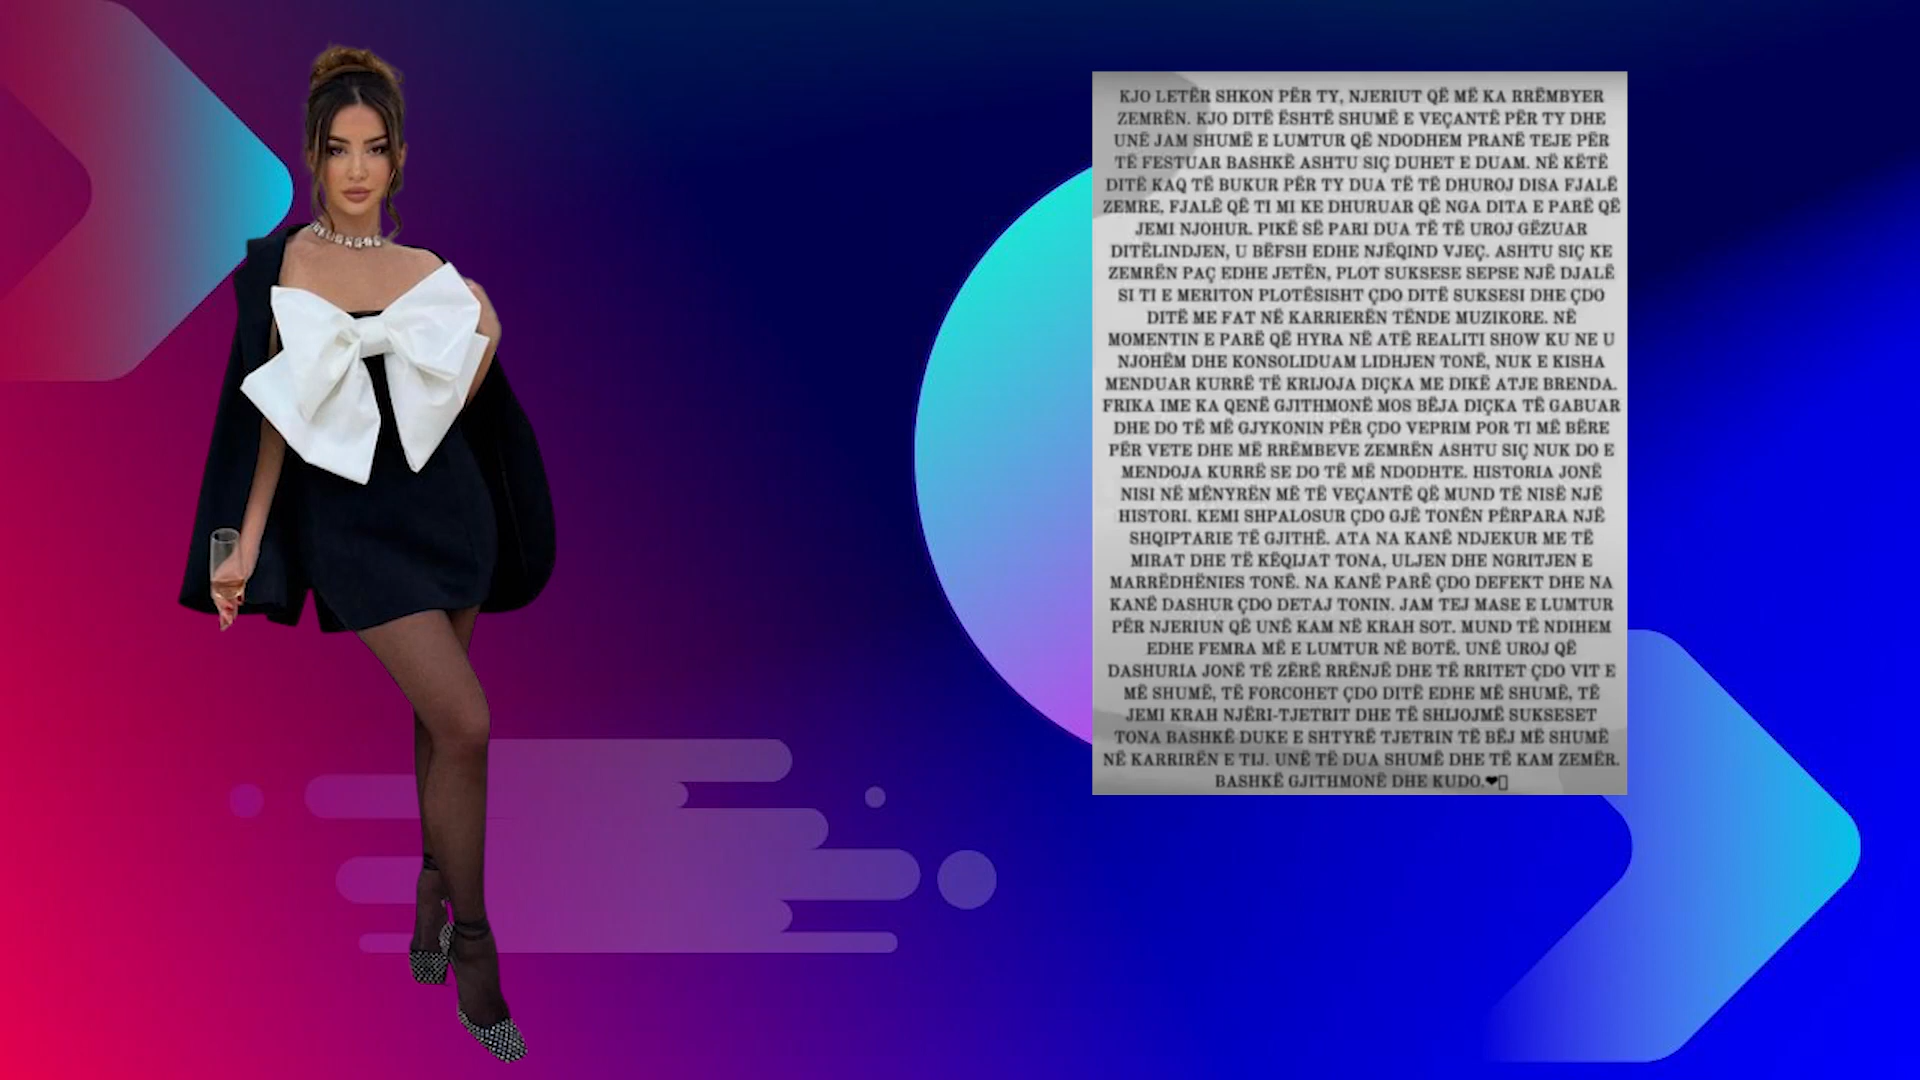 KJO LETËR SHKON PËR TY, NJERIUT QË MË KA RRËMBYER
ZEMRËN. KJO DITË ËSHTË SHUMË E VEÇANTË PËR TY DHE
UNË JAM SHUMË E LUMTUR QË NDODHEM PRANË TEJE PËR
TË FESTUAR BASHKË ASHTU SIÇ DUHET E DUAM. NË KËTË
DITË KAQ TË BUKUR PËR TY DUA TË TË DHUROJ DISA FJALË
ZEMRE, FJALË QË TI MI KE DHURUAR QË NGA DITA E PARË QË
JEMI NJOHUR. PIKË SË PARI DUA TË TË UROJ GËZUAR
DITËLINDJEN, U BËFSH EDHE NJËQIND VJEÇ. ASHTU SIÇ KE
ZEMRËN PAÇ EDHE JETËN, PLOT SUKSESE SEPSE NJË DJALË
SI TI E MERITON PLOTËSISHT ÇDO DITË SUKSESI DHE ÇDO
DITË ME FAT NË KARRIERËN TËNDE MUZIKORE. NË
MOMENTIN E PARË QË HYRA NË ATË REALITI SHOW KU NE U
NJOHËM DHE KONSOLIDUAM LIDHJEN TONË, NUK E KISHA
MENDUAR KURRË TË KRIJOJA DIÇKA ME DIKË ATJE BRENDA.
FRIKA IME KA QENË GJITHMONË MOS BËJA DIÇKA TË GABUAR
DHE DO TË MË GJYKONIN PËR ÇDO VEPRIM POR TI MË BËRE
PËR VETE DHE MË RRËMBEVE ZEMRËN ASHTU SIÇ NUK DO E
MENDOJA KURRË SE DO TË MË NDODHTE. HISTORIA JONË
NISI NË MËNYRËN MË TË VEÇANTË QË MUND TË NISË NJË
HISTORI. KEMI SHPALOSUR ÇDO GJË TONËN PËRPARA NJË
SHQIPTARIE TË GJITHË. ATA NA KANË NDJEKUR ME TË
MIRAT DHE TË KËQIJAT TONA, ULJEN DHE NGRITJEN E
MARRËDHËNIES TONË. NA KANË PARË ÇDO DEFEKT DHE NA
KANË DASHUR ÇDO DETAJ TONIN. JAM TEJ MASE E LUMTUR
PËR NJERIUN QË UNË KAM NË KRAH SOT. MUND TË NDIHEM
EDHE FEMRA MË E LUMTUR NË BOTË. UNË UROJ QË
DASHURIA JONË TË ZËRË RRËNJË DHE TË RRITET ÇDO VIT E
MË SHUMË, TË FORCOHET ÇDO DITË EDHE MË SHUMË, TË
JEMI KRAH NJËRI-TJETRIT DHE TË SHIJOJMË SUKSESET
TONA BASHKË DUKE E SHTYRË TJETRIN TË BËJ MË SHUMË
NË KARRIRËN E TIJ. UNË TË DUA SHUMË DHE TË KAM ZEMËR.
BASHKË GJITHMONË DHE KUDO.❤